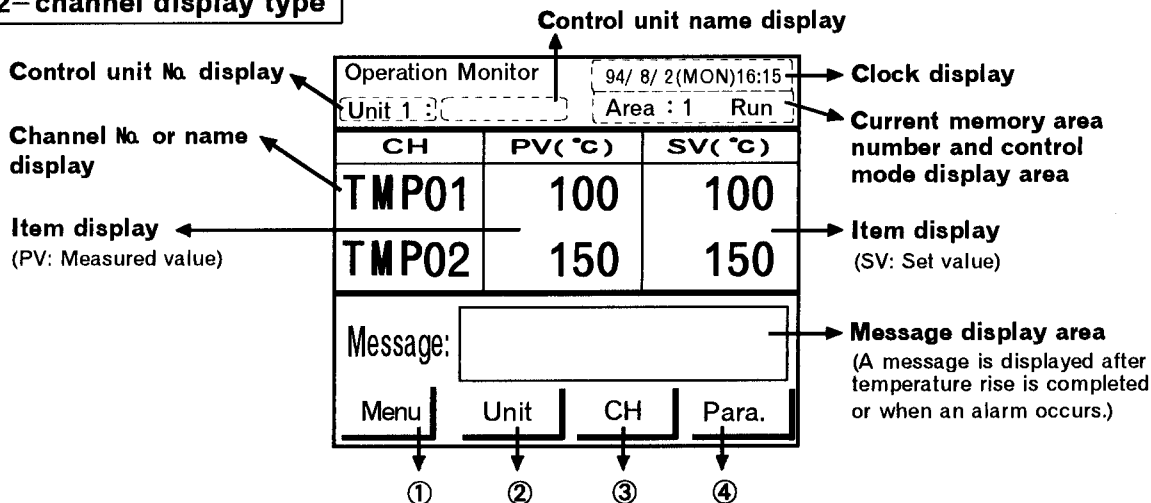 2-channel display type
Control unit name display
Control unit No. display
Operation Monitor
94/ 8/ 2(MON)16:15
Clock display
Unit 1 :
Area : 1 Run
Channel No. or name
display
Current memory area
number and control
mode display area
CH PV(°C) SV(°C)
TMP01 100 100
Item display
(PV: Measured value)
Item display
(SV: Set value)
TMP02 150 150
Message:
Message display area
(A message is displayed after
temperature rise is completed
or when an alarm occurs.)
Menu Unit CH Para.
① ② ③ ④